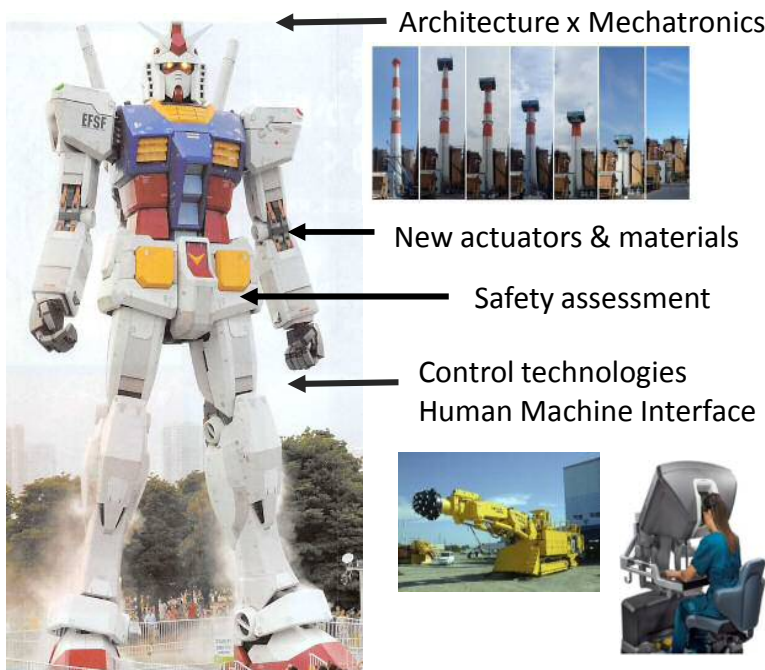 Architecture x Mechatronics
EFSF
New actuators & materials
Safety assessment
Control technologies
Human Machine Interface